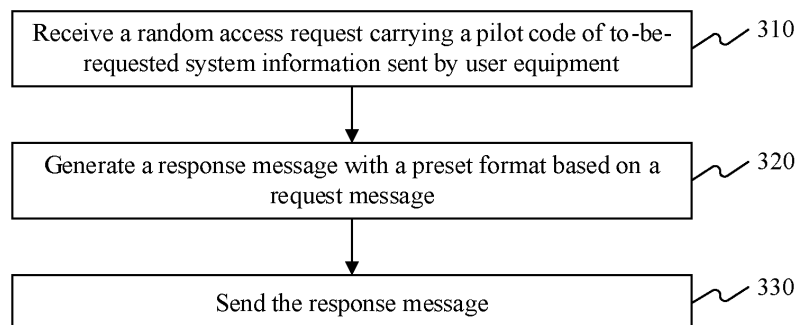 Receive a random access request carrying a pilot code of to-be-
requested system information sent by user equipment
310
Generate a response message with a preset format based on a
request message
320
Send the response message
330